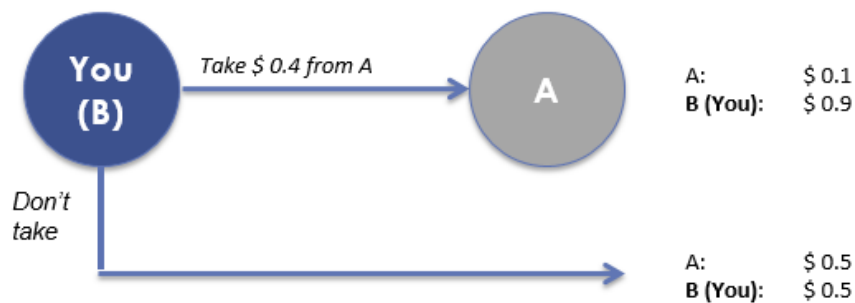 You
(B)
Take $ 0.4 from A
A
A: $ 0.1
B (You): $ 0.9
Don't
take
A: $ 0.5
B (You): $ 0.5